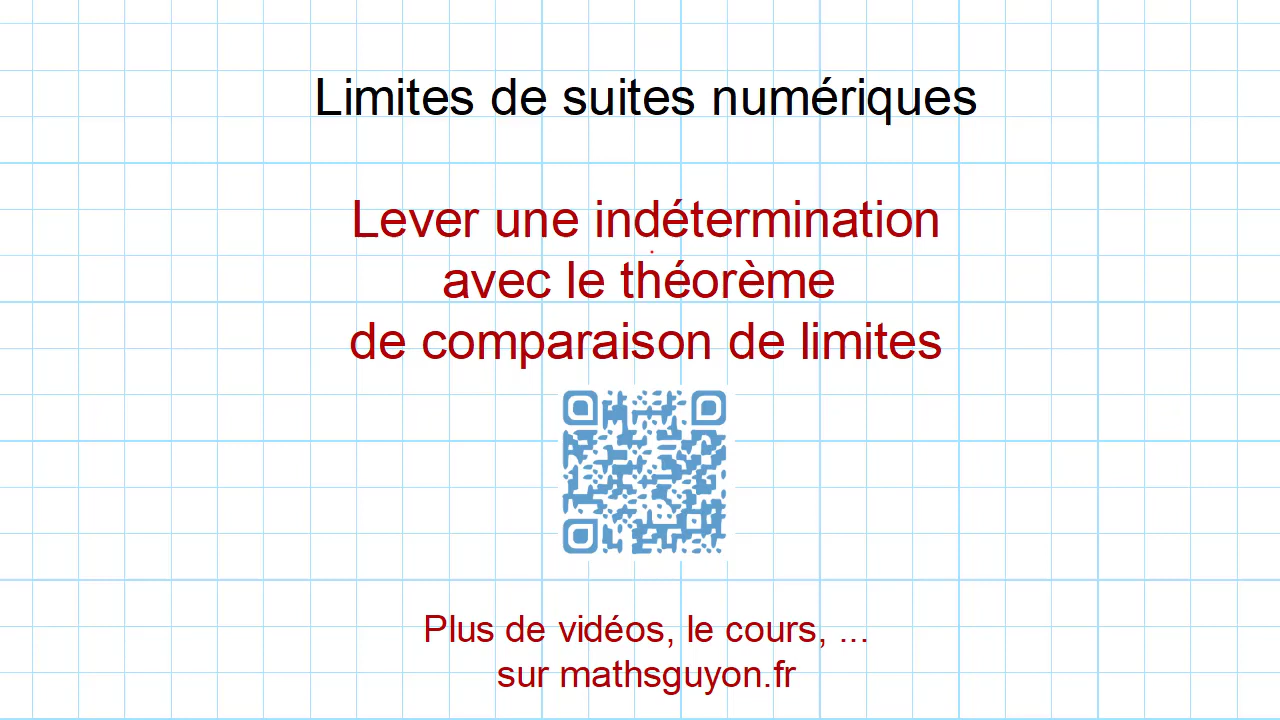 Limites de suites numériques
Lever une indétermination
avec le théorème
de comparaison de limites
Plus de vidéos, le cours, ...
sur mathsguyon.fr